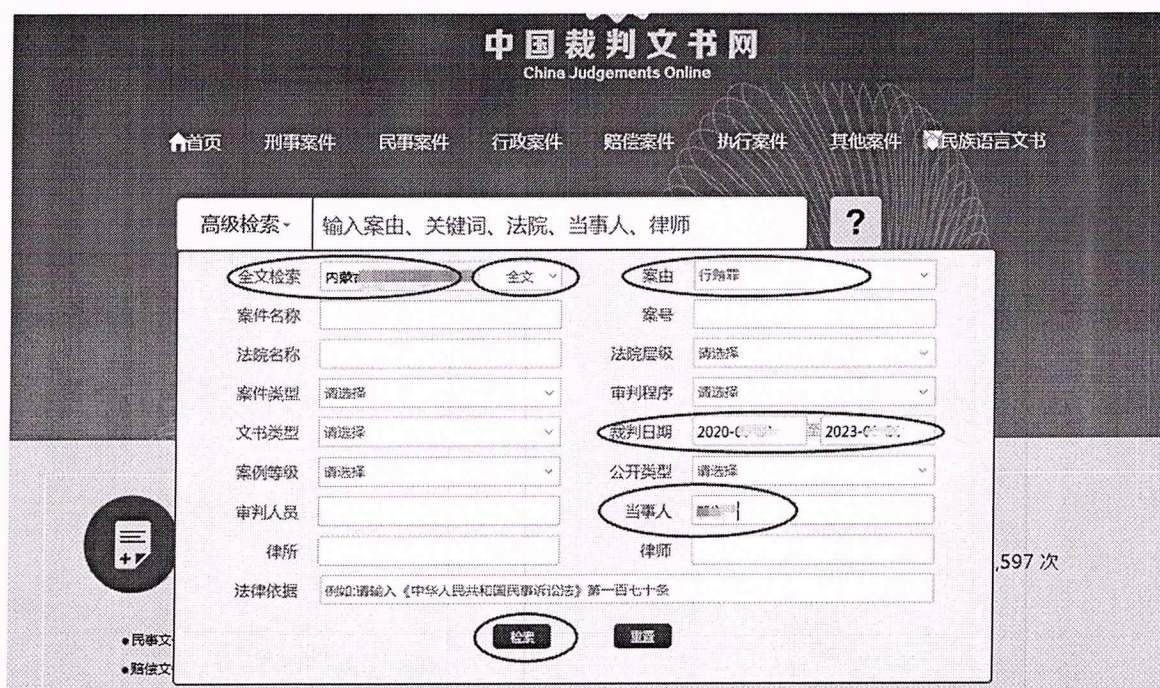 中国裁判文书网
China Judgements Online
首页 刑事案件 民事案件 行政案件 赔偿案件 执行案件 其他案件 民族语言文书
高级检索 输入案由、关键词、法院、当事人、律师 ?
全文检索 内蒙 全文 案由 行贿罪
案件名称 案号
法院名称 法院层级 请选择
案件类型 请选择 审判程序 请选择
文书类型 请选择 裁判日期 2020- 至 2023-
案例等级 请选择 公开类型 请选择
审判人员 当事人
律所 律师
,597 次
法律依据 例如:请输入《中华人民共和国民事诉讼法》第一百七十条
检索 重置
●民事文
●赔偿文